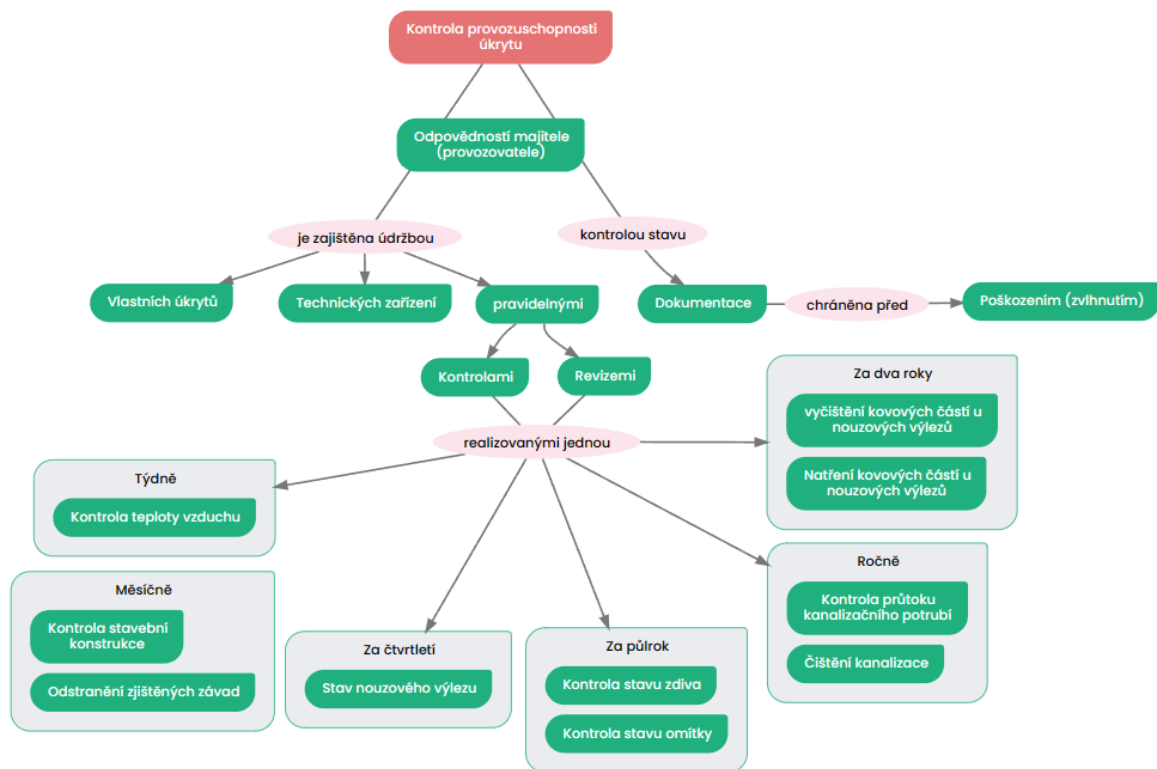 Kontrola provozuschopnosti
úkrytu
Odpovědností majitele
(provozovatele)
je zajištěna údržbou
kontrolou stavu
Vlastních úkrytů
Technických zařízení
pravidelnými
Dokumentace
chráněna před
Poškozením (zvlhnutím)
Kontrolami
Revizemi
realizovanými jednou
Za dva roky
vyčištění kovových částí u
nouzových výlezů
Natření kovových částí u
nouzových výlezů
Týdně
Kontrola teploty vzduchu
Měsíčně
Kontrola stavební
konstrukce
Odstranění zjištěných závad
Za čtvrtletí
Stav nouzového výlezu
Za půlrok
Kontrola stavu zdiva
Kontrola stavu omítky
Ročně
Kontrola průtoku
kanalizačního potrubí
Čištění kanalizace